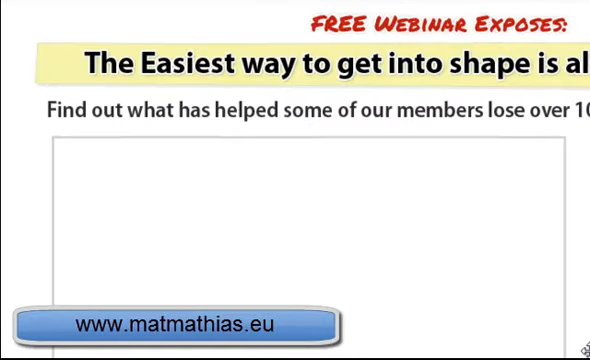 FREE Webinar Exposes:
The Easiest way to get into shape is al
Find out what has helped some of our members lose over 10
www.matmathias.eu